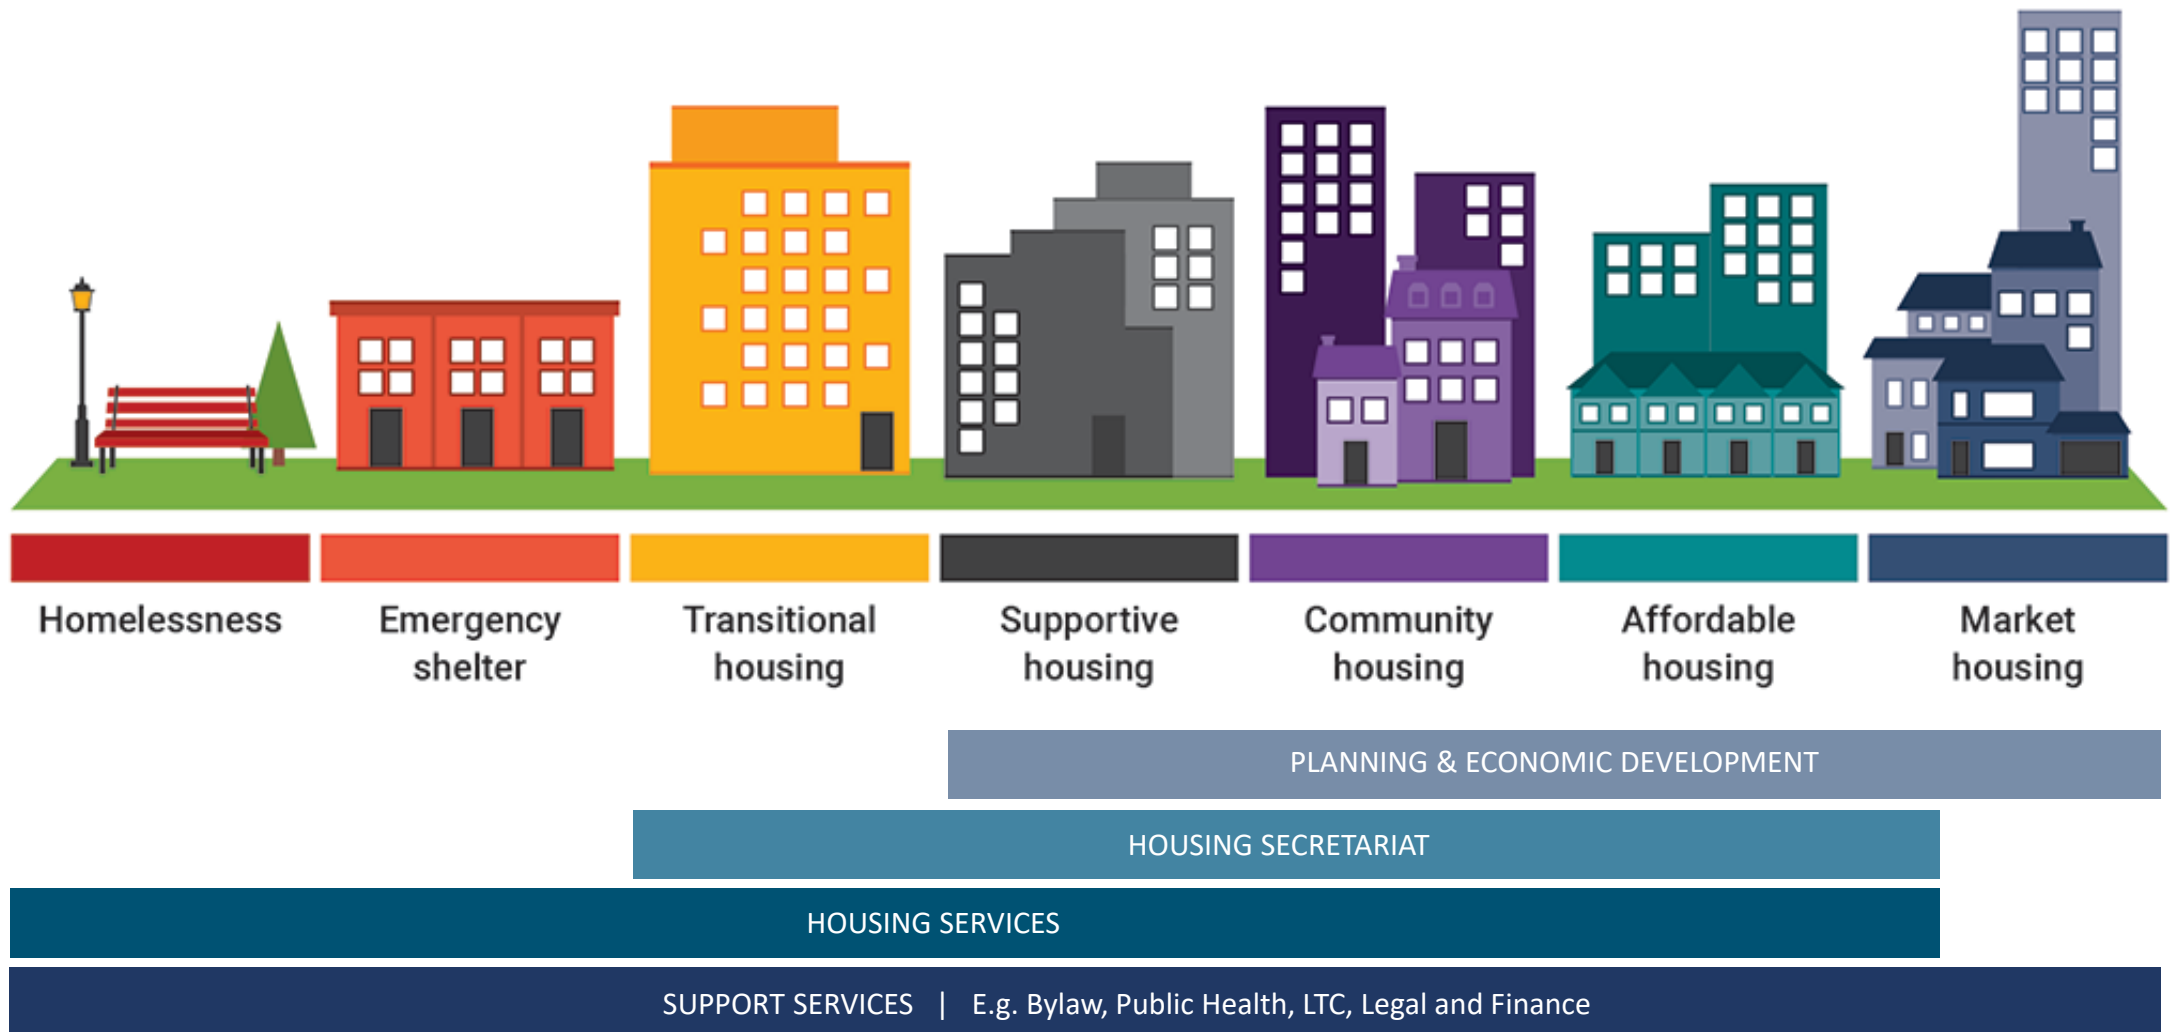 Homelessness
Emergency
shelter
Transitional
housing
Supportive
housing
Community
housing
Affordable
housing
Market
housing
PLANNING & ECONOMIC DEVELOPMENT
HOUSING SECRETARIAT
HOUSING SERVICES
SUPPORT SERVICES | E.g. Bylaw, Public Health, LTC, Legal and Finance